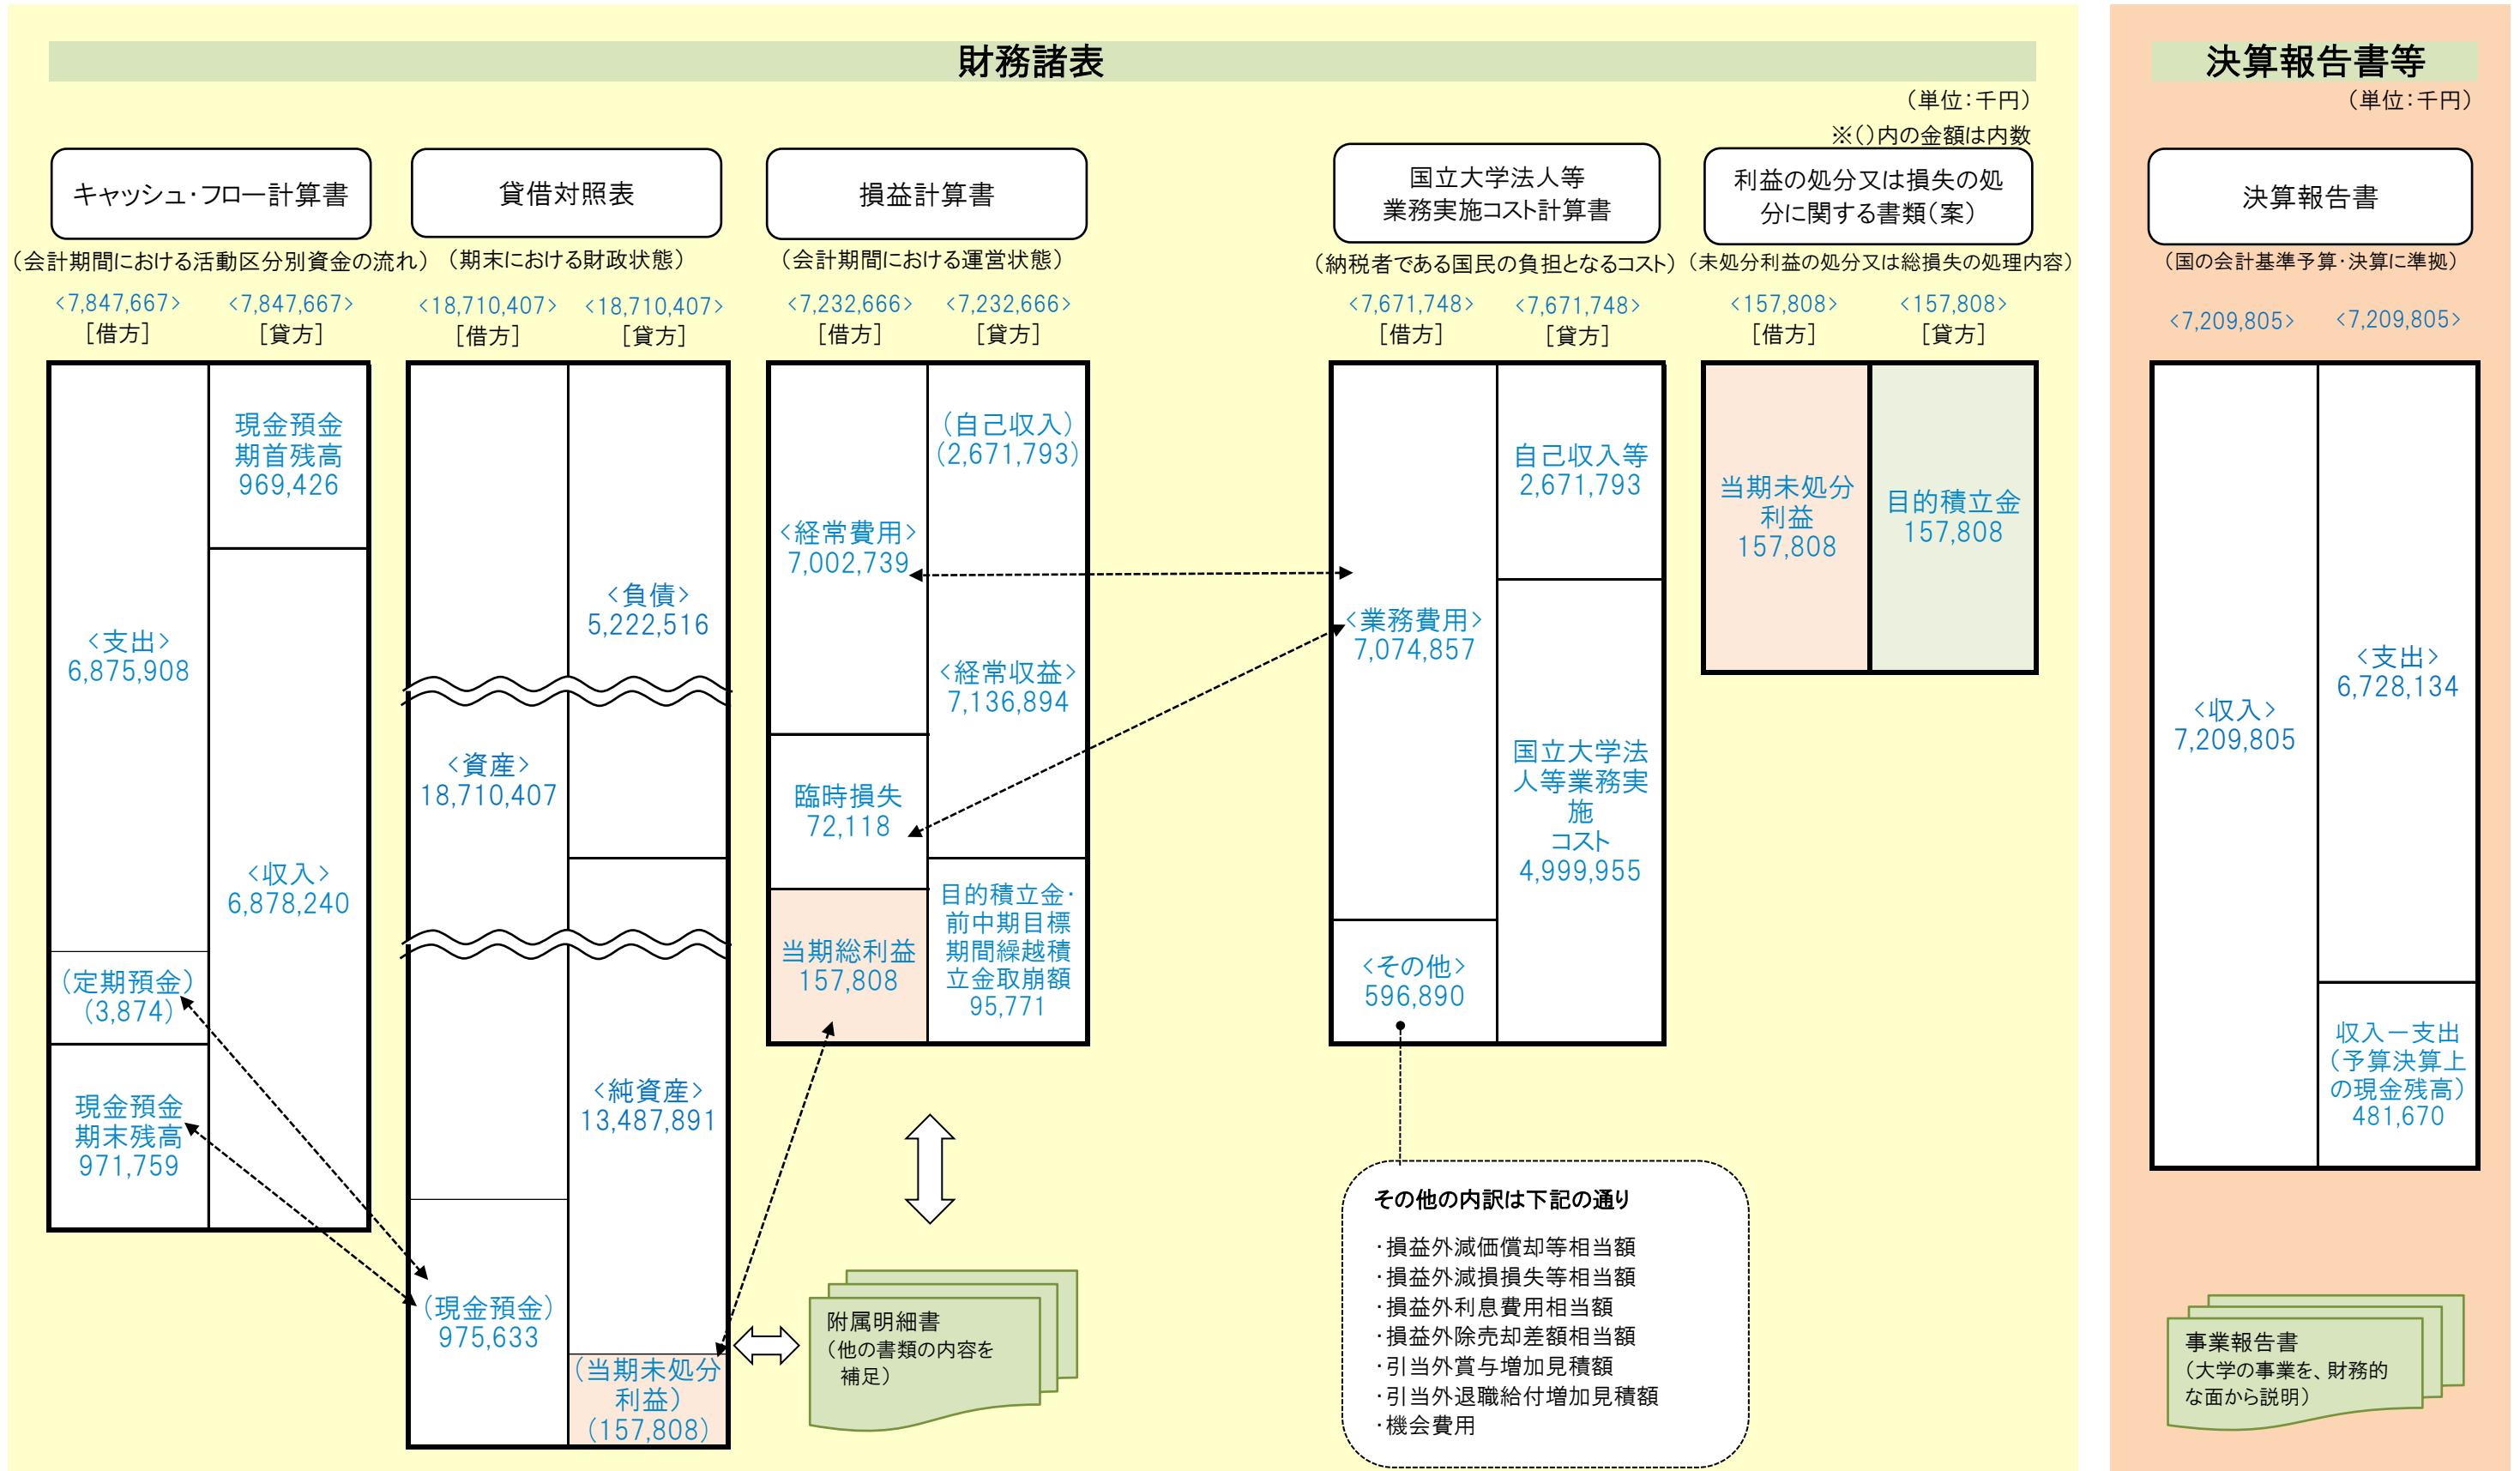 財務諸表
（単位：千円）
※（）内の金額は内数
キャッシュ・フロー計算書
（会計期間における活動区分別資金の流れ）
<7,847,667>
<7,847,667>
［借方］
［貸方］
現金預金
期首残高
969,426
<支出>
6,875,908
<収入>
6,878,240
（定期預金）
（3,874）
現金預金
期末残高
971,759
貸借対照表
（期末における財政状態）
<18,710,407>
<18,710,407>
［借方］
［貸方］
<負債>
5,222,516
<資産>
18,710,407
<純資産>
13,487,891
（現金預金）
975,633
（当期未処分
利益）
（157,808）
損益計算書
（会計期間における運営状態）
<7,232,666>
<7,232,666>
［借方］
［貸方］
（自己収入）
（2,671,793）
<経常費用>
7,002,739
<経常収益>
7,136,894
臨時損失
72,118
当期総利益
157,808
目的積立金・
前中期目標
期間繰越積
立金取崩額
95,771
附属明細書
（他の書類の内容を
補足）
国立大学法人等
業務実施コスト計算書
（納税者である国民の負担となるコスト）
<7,671,748>
<7,671,748>
［借方］
［貸方］
自己収入等
2,671,793
<業務費用>
7,074,857
国立大学法
人等業務実
施
コスト
4,999,955
<その他>
596,890
その他の内訳は下記の通り
・損益外減価償却等相当額
・損益外減損損失等相当額
・損益外利息費用相当額
・損益外除売却差額相当額
・引当外賞与増加見積額
・引当外退職給付増加見積額
・機会費用
利益の処分又は損失の処
分に関する書類（案）
（未処分利益の処分又は総損失の処理内容）
<157,808>
<157,808>
［借方］
［貸方］
当期未処分
利益
157,808
目的積立金
157,808
決算報告書等
（単位：千円）
決算報告書
（国の会計基準予算・決算に準拠）
<7,209,805>
<7,209,805>
<収入>
7,209,805
<支出>
6,728,134
収入－支出
（予算決算上
の現金残高）
481,670
事業報告書
（大学の事業を、財務的
な面から説明）